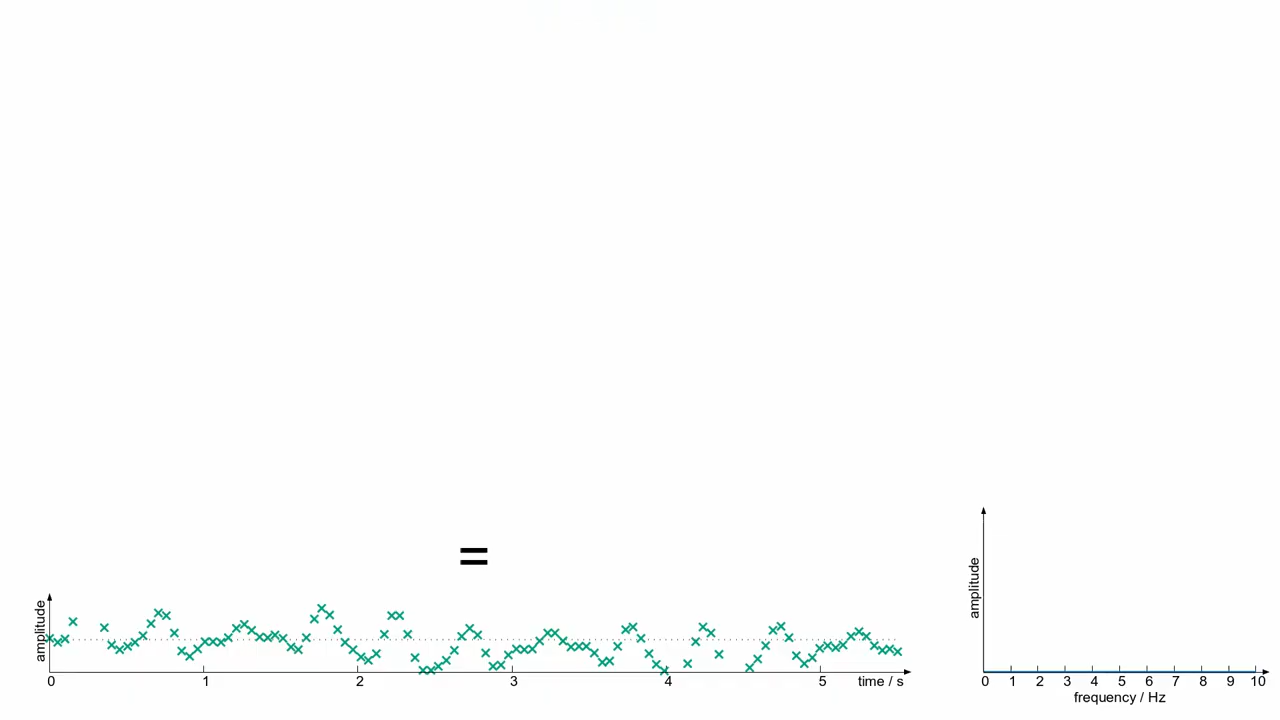 =
amplitude
0 1 2 3 4 5 time / s
amplitude
0 1 2 3 4 5 6 7 8 9 10
frequency / Hz